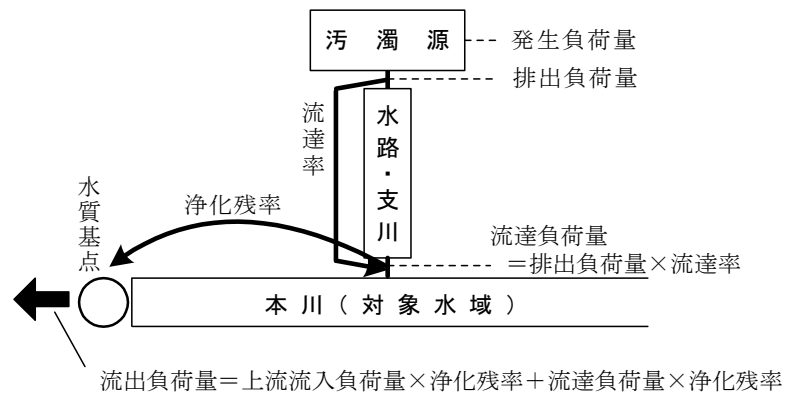 汚濁源
発生負荷量
排出負荷量
流達率
水路・支川
水質基点
浄化残率
流達負荷量
＝排出負荷量×流達率
本川（対象水域）
流出負荷量＝上流流入負荷量×浄化残率＋流達負荷量×浄化残率